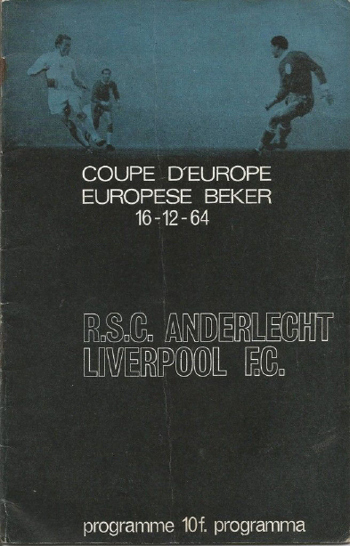 COUPE D'EUROPE
EUROPESE BEKER
16-12-64
R.S.C. ANDERLECHT
LIVERPOOL F.C.
programme 10f. programma